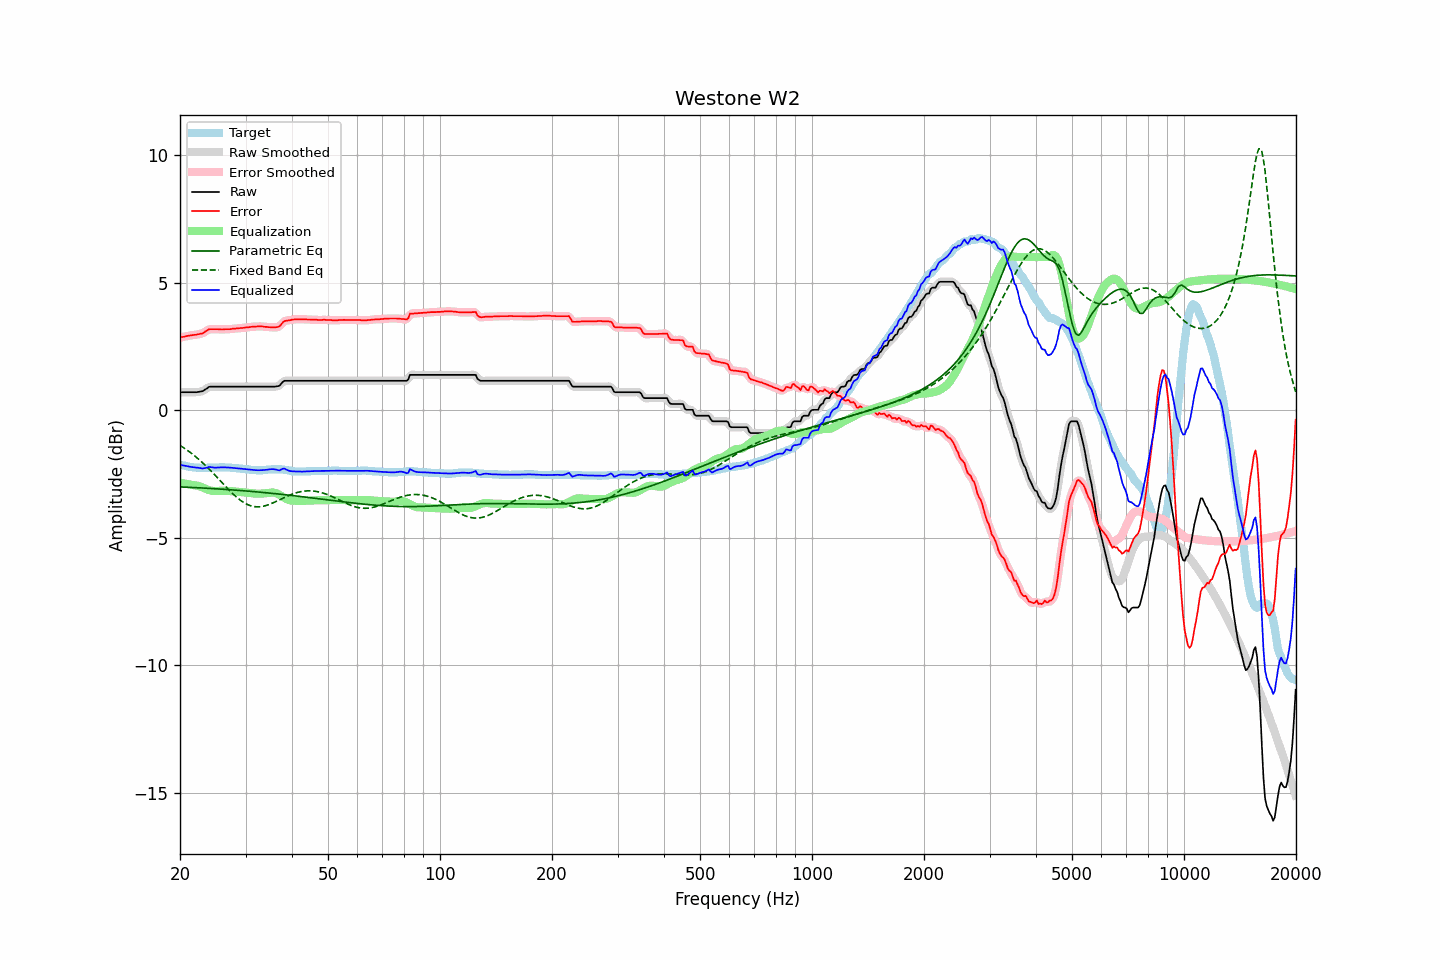 Westone W2
Target
Raw Smoothed
Error Smoothed
Raw
Error
Equalization
Parametric Eq
Fixed Band Eq
Equalized
10
5
0
−5
−10
−15
Amplitude (dBr)
20
50
100
200
500
1000
2000
5000
10000
20000
Frequency (Hz)